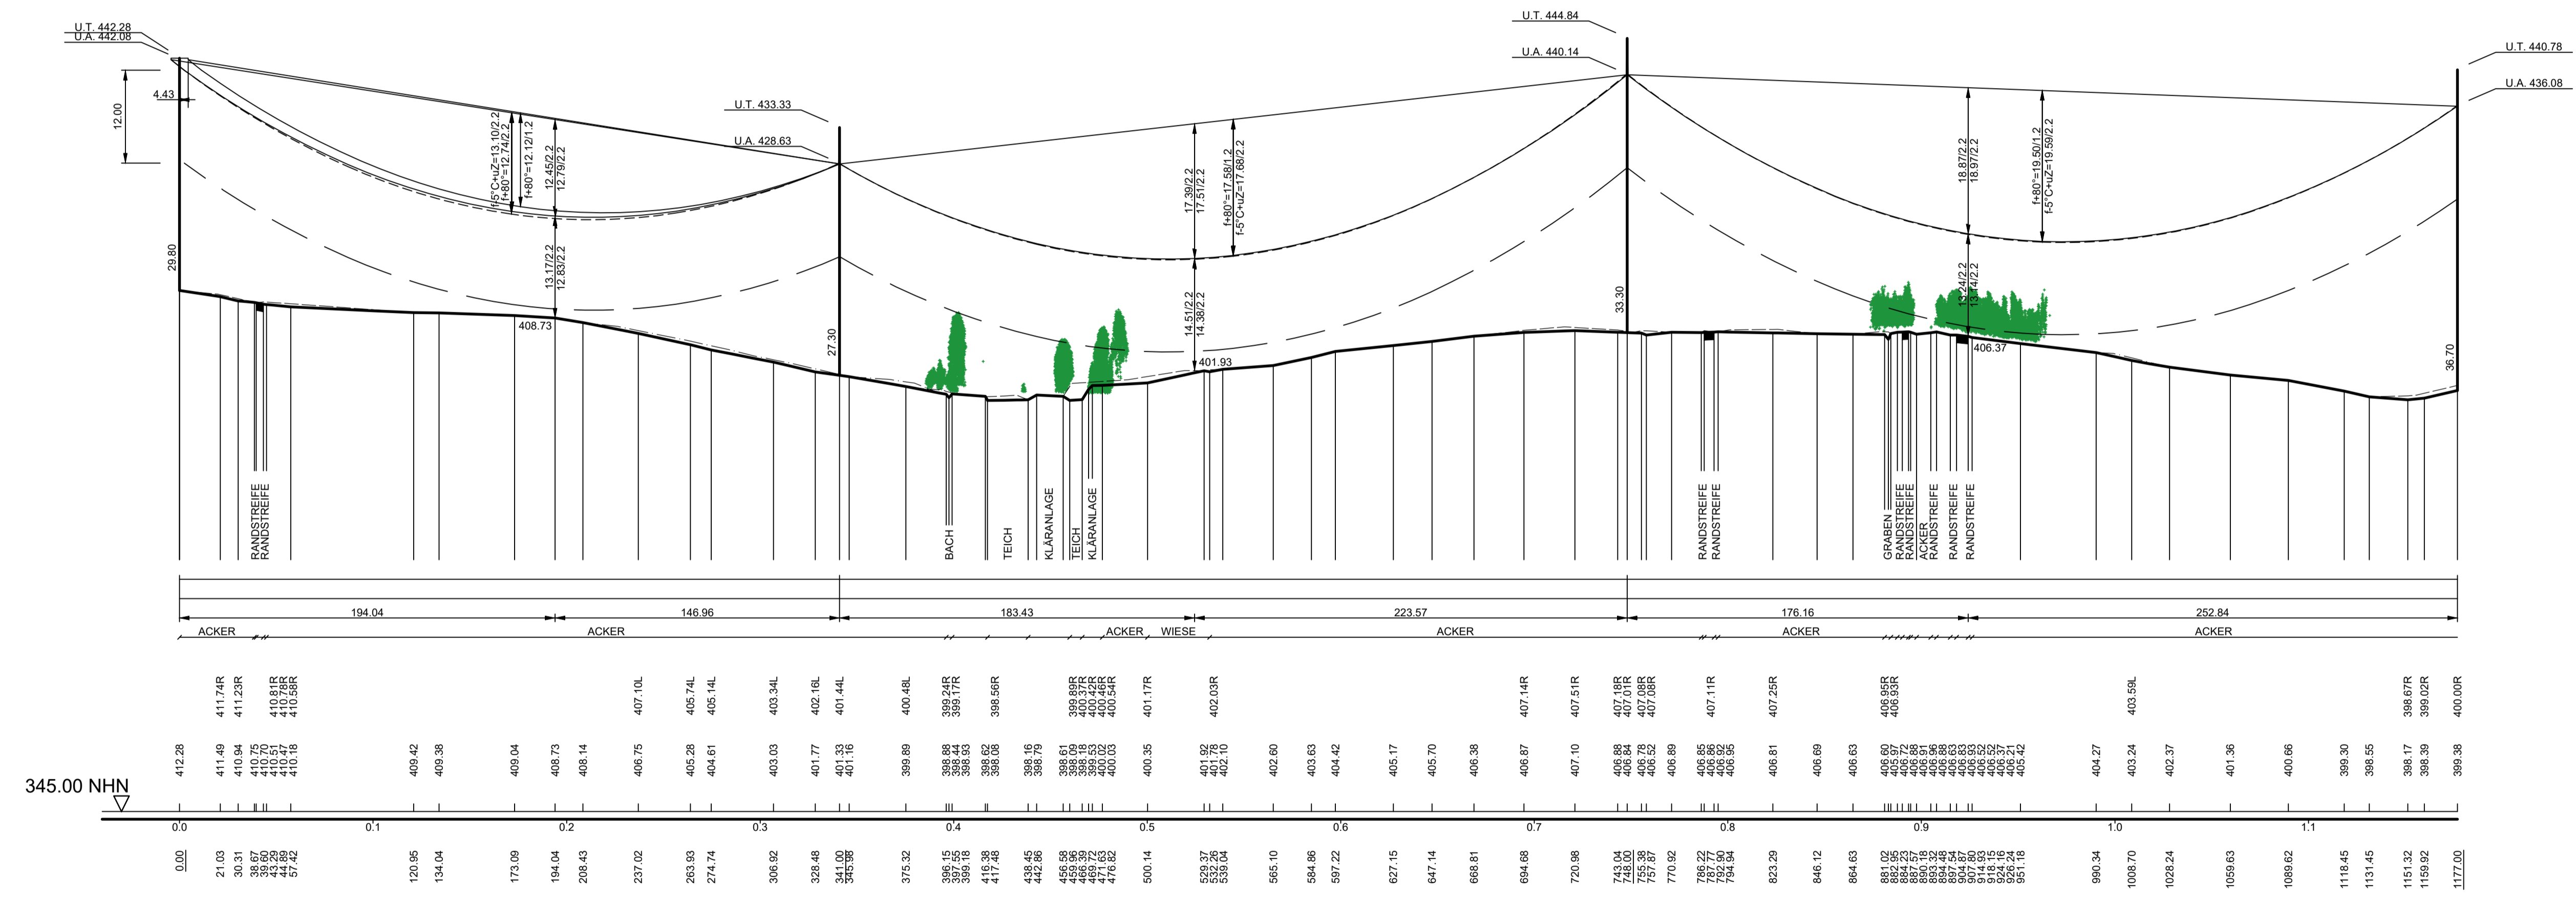 U.T. 442.28
U.A. 442.08
12.00
4.43
29.80
f-5°C+uZ=13.10/2.2
f+80°=12.74/2.2
f+80°=12.12/1.2
12.45/2.2
12.79/2.2
13.17/2.2
12.83/2.2
408.73
U.T. 433.33
U.A. 428.63
27.30
17.39/2.2
17.51/2.2
f+80°=17.58/1.2
f-5°C+uZ=17.68/2.2
14.51/2.2
14.38/2.2
401.93
U.T. 444.84
U.A. 440.14
33.30
18.87/2.2
18.97/2.2
f+80°=19.50/1.2
f-5°C+uZ=19.59/2.2
13.24/2.2
13.14/2.2
406.37
U.T. 440.78
U.A. 436.08
36.70
RANDSTREIFE
RANDSTREIFE
BACH
TEICH
KLÄRANLAGE
TEICH
KLÄRANLAGE
RANDSTREIFE
RANDSTREIFE
GRABEN
RANDSTREIFE
RANDSTREIFE
ACKER
RANDSTREIFE
RANDSTREIFE
RANDSTREIFE
194.04 146.96 183.43 223.57 176.16 252.84
ACKER ACKER ACKER WIESE ACKER ACKER ACKER
411.74R 411.23R 410.81R 410.78R 410.58R 407.10L 405.74L 405.14L 403.34L 402.16L 401.44L 400.48L 399.24R 399.17R 398.56R 399.89R 400.37R 400.42R 400.46R 400.54R 401.17R 402.03R 407.14R 407.51R 407.18R 407.01R 407.08R 407.08R 407.11R 407.25R 406.95R 406.93R 403.59L 398.67R 399.02R 400.00R
412.28 411.49 410.94 410.75 410.70 410.51 410.47 410.18 409.42 409.38 409.04 408.73 408.14 406.75 405.28 404.61 403.03 401.77 401.33 401.16 399.89 398.88 398.44 398.93 398.62 398.08 398.16 398.79 398.61 398.09 398.18 399.53 400.02 400.03 400.35 401.92 401.78 402.10 402.60 403.63 404.42 405.17 405.70 406.38 406.87 407.10 406.88 406.84 406.78 406.52 406.89 406.85 406.86 406.92 406.95 406.81 406.69 406.63 406.60 405.97 406.72 406.88 406.91 406.96 406.88 406.63 406.83 406.93 406.52 406.52 406.37 406.21 405.42 404.27 403.24 402.37 401.36 400.66 399.30 398.55 398.17 398.39 399.38
345.00 NHN
0.0 0.1 0.2 0.3 0.4 0.5 0.6 0.7 0.8 0.9 1.0 1.1
0.00 21.03 30.31 38.67 39.60 43.29 44.89 57.42 120.95 134.04 173.09 194.04 208.43 237.02 263.93 274.74 306.92 328.48 341.00 345.98 375.32 396.15 397.55 399.18 416.38 417.48 438.45 442.86 456.58 459.96 466.39 469.72 471.63 476.82 500.14 529.37 532.26 539.04 565.10 584.86 597.22 627.15 647.14 668.81 694.68 720.98 743.04 748.00 755.38 757.87 770.92 786.22 787.77 792.90 794.94 823.29 846.12 864.63 881.02 882.95 884.23 887.57 890.18 893.32 894.48 897.54 904.87 907.80 914.93 918.15 924.16 926.24 951.18 990.34 1008.70 1028.24 1059.63 1089.62 1118.45 1131.45 1151.32 1159.92 1177.00